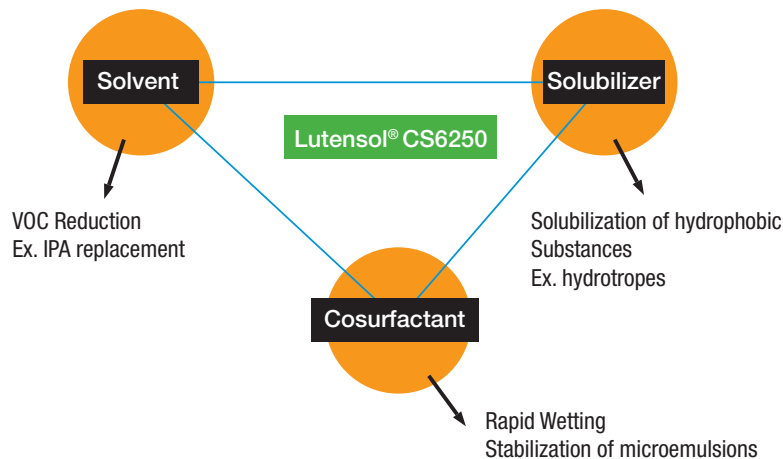 Solvent
Solubilizer
Lutensol® CS6250
VOC Reduction
Ex. IPA replacement
Solubilization of hydrophobic
Substances
Ex. hydrotropes
Cosurfactant
Rapid Wetting
Stabilization of microemulsions